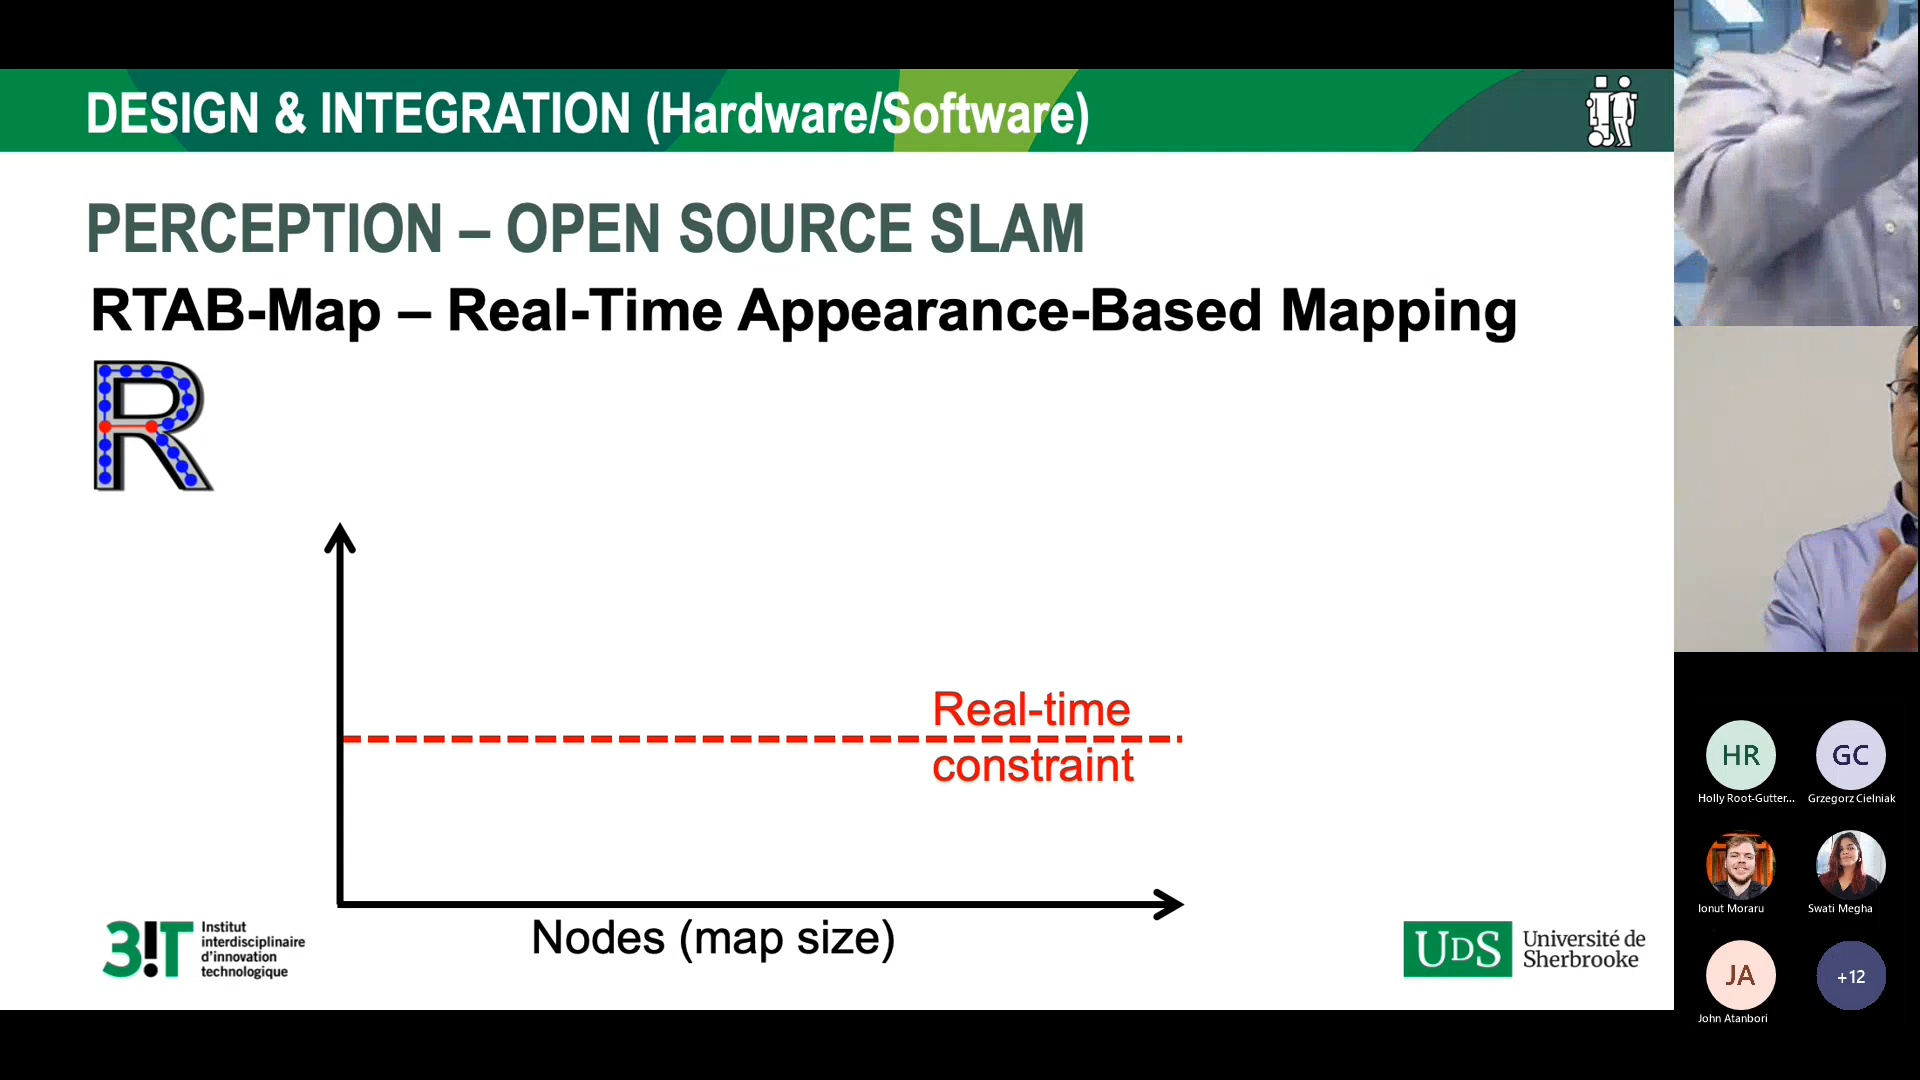 DESIGN & INTEGRATION (Hardware/Software)
PERCEPTION – OPEN SOURCE SLAM
RTAB-Map – Real-Time Appearance-Based Mapping
R
Real-time
constraint
Nodes (map size)
3!T
Institut
interdisciplinaire
d'innovation
technologique
UDS
Université de
Sherbrooke
HR
GC
Holly Root-Gutter...
Grzegorz Cielniak
Ionut Moraru
Swati Megha
JA
+12
John Atanbori